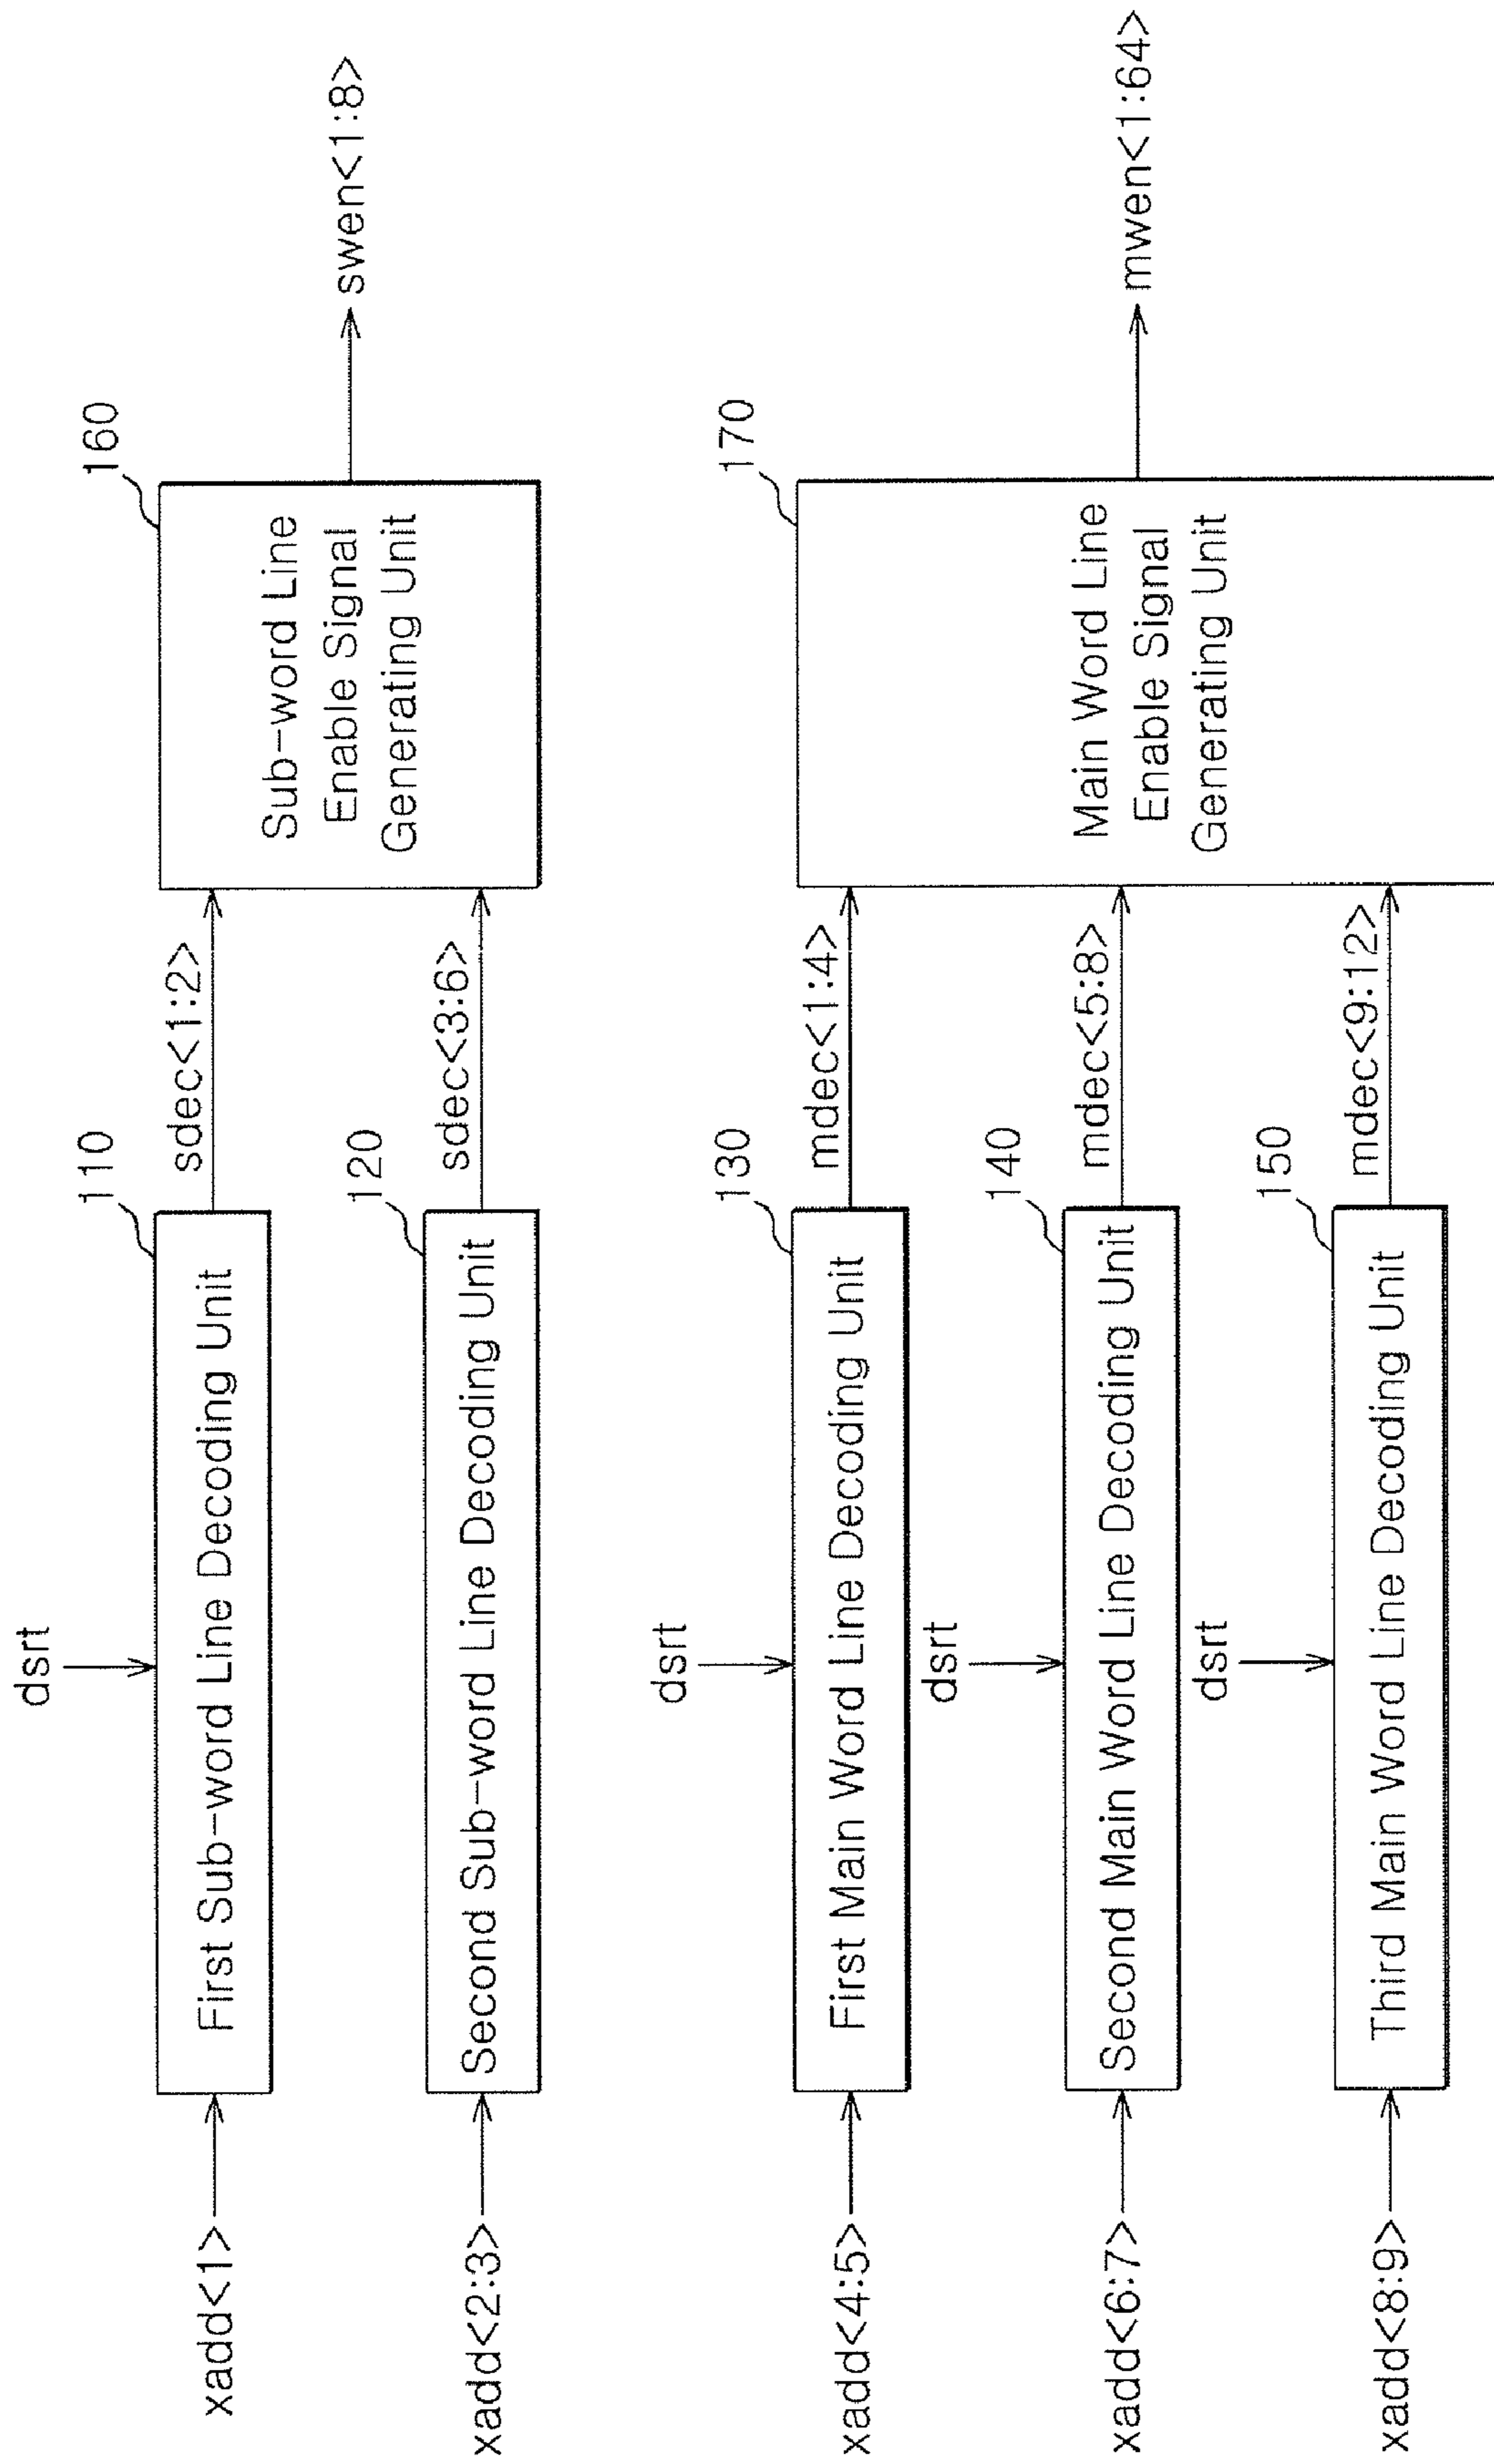 dsrt
110
xadd<1>
First Sub-word Line Decoding Unit
sdec<1:2>
120
xadd<2:3>
Second Sub-word Line Decoding Unit
sdec<3:6>
160
Sub-word Line
Enable Signal
Generating Unit
swen<1:8>
dsrt
130
xadd<4:5>
First Main Word Line Decoding Unit
mdec<1:4>
dsrt
140
xadd<6:7>
Second Main Word Line Decoding Unit
mdec<5:8>
dsrt
150
xadd<8:9>
Third Main Word Line Decoding Unit
mdec<9:12>
170
Main Word Line
Enable Signal
Generating Unit
mwen<1:64>